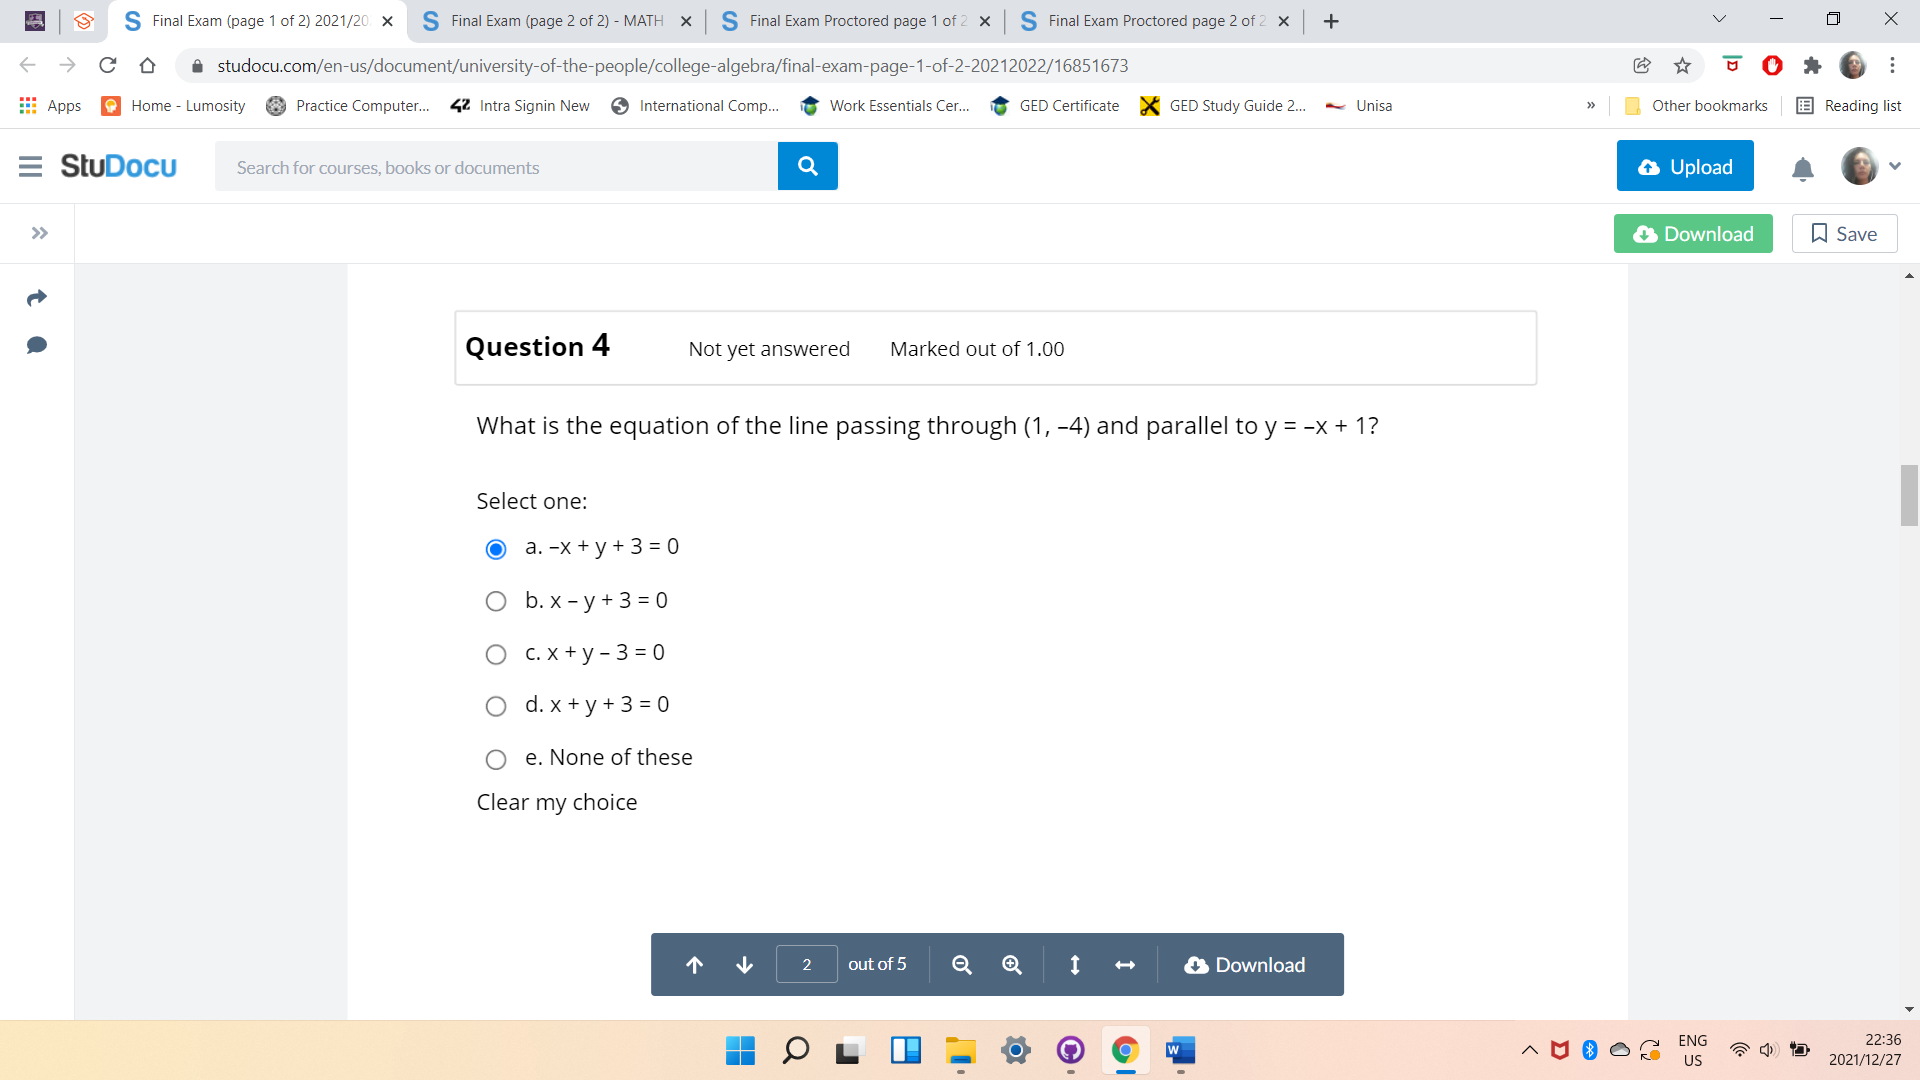 Final Exam (page 1 of 2) 2021/20
Final Exam (page 2 of 2) - MATH
Final Exam Proctored page 1 of 2
Final Exam Proctored page 2 of 2
studocu.com/en-us/document/university-of-the-people/college-algebra/final-exam-page-1-of-2-20212022/16851673
Apps
Home - Lumosity
Practice Computer...
Intra Signin New
International Comp...
Work Essentials Cer...
GED Certificate
GED Study Guide 2...
Unisa
»
Other bookmarks
Reading list
StuDocu
Search for courses, books or documents
Upload
Download
Save
Question 4
Not yet answered
Marked out of 1.00
What is the equation of the line passing through (1, –4) and parallel to y = –x + 1?
Select one:
a. –x + y + 3 = 0
b. x – y + 3 = 0
c. x + y – 3 = 0
d. x + y + 3 = 0
e. None of these
Clear my choice
2
out of 5
Download
ENG
US
22:36
2021/12/27